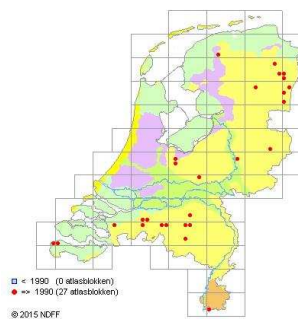 < 1990 (0 atlasblokken)
=> 1990 (27 atlasblokken)
© 2015 NDFF